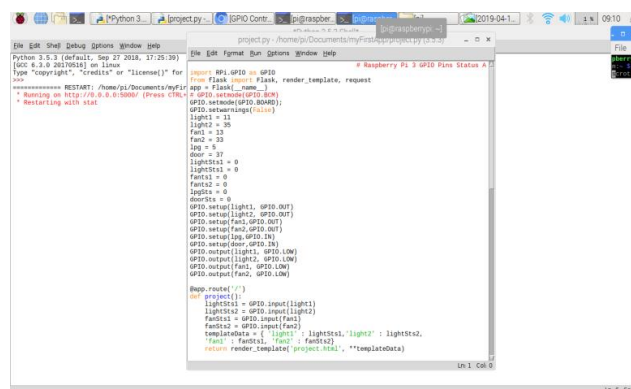 [*Python 3...
[project.py -...
[GPIO Contr...
pi@raspber...
[2019-04-1...
1 %
09:10
[pi@raspberrypi: ~]
project.py - /home/pi/Documents/myFirstApp/project.py (3.5.3)
File Edit Shell Debug Options Window Help
Python 3.5.3 (default, Sep 27 2018, 17:25:39)
[GCC 6.3.0 20170516] on linux
Type "copyright", "credits" or "license()" for
>>>
============= RESTART: /home/pi/Documents/myFir
* Running on http://0.0.0.0:5000/ (Press CTRL+
* Restarting with stat
File Edit Format Run Options Window Help
# Raspberry Pi 3 GPIO Pins Status A
import RPi.GPIO as GPIO
from flask import Flask, render_template, request
app = Flask(__name__)
# GPIO.setmode(GPIO.BCM)
GPIO.setmode(GPIO.BOARD);
GPIO.setwarnings(False)
light1 = 11
light2 = 35
fan1 = 13
fan2 = 33
lpg = 5
door = 37
lightSts1 = 0
lightSts1 = 0
fants1 = 0
fants2 = 0
lpgSts = 0
doorSts = 0
GPIO.setup(light1, GPIO.OUT)
GPIO.setup(light2, GPIO.OUT)
GPIO.setup(fan1,GPIO.OUT)
GPIO.setup(fan2,GPIO.OUT)
GPIO.setup(lpg,GPIO.IN)
GPIO.setup(door,GPIO.IN)
GPIO.output(light1, GPIO.LOW)
GPIO.output(light2, GPIO.LOW)
GPIO.output(fan1, GPIO.LOW)
GPIO.output(fan2, GPIO.LOW)
@app.route('/')
def project():
lightSts1 = GPIO.input(light1)
lightSts2 = GPIO.input(light2)
fanSts1 = GPIO.input(fan1)
fanSts2 = GPIO.input(fan2)
templateData = { 'light1' : lightSts1,'light2' : lightSts2,
'fan1' : fanSts1, 'fan2' : fanSts2}
return render_template('project.html', **templateData)
Ln: 1 Col: 0
File